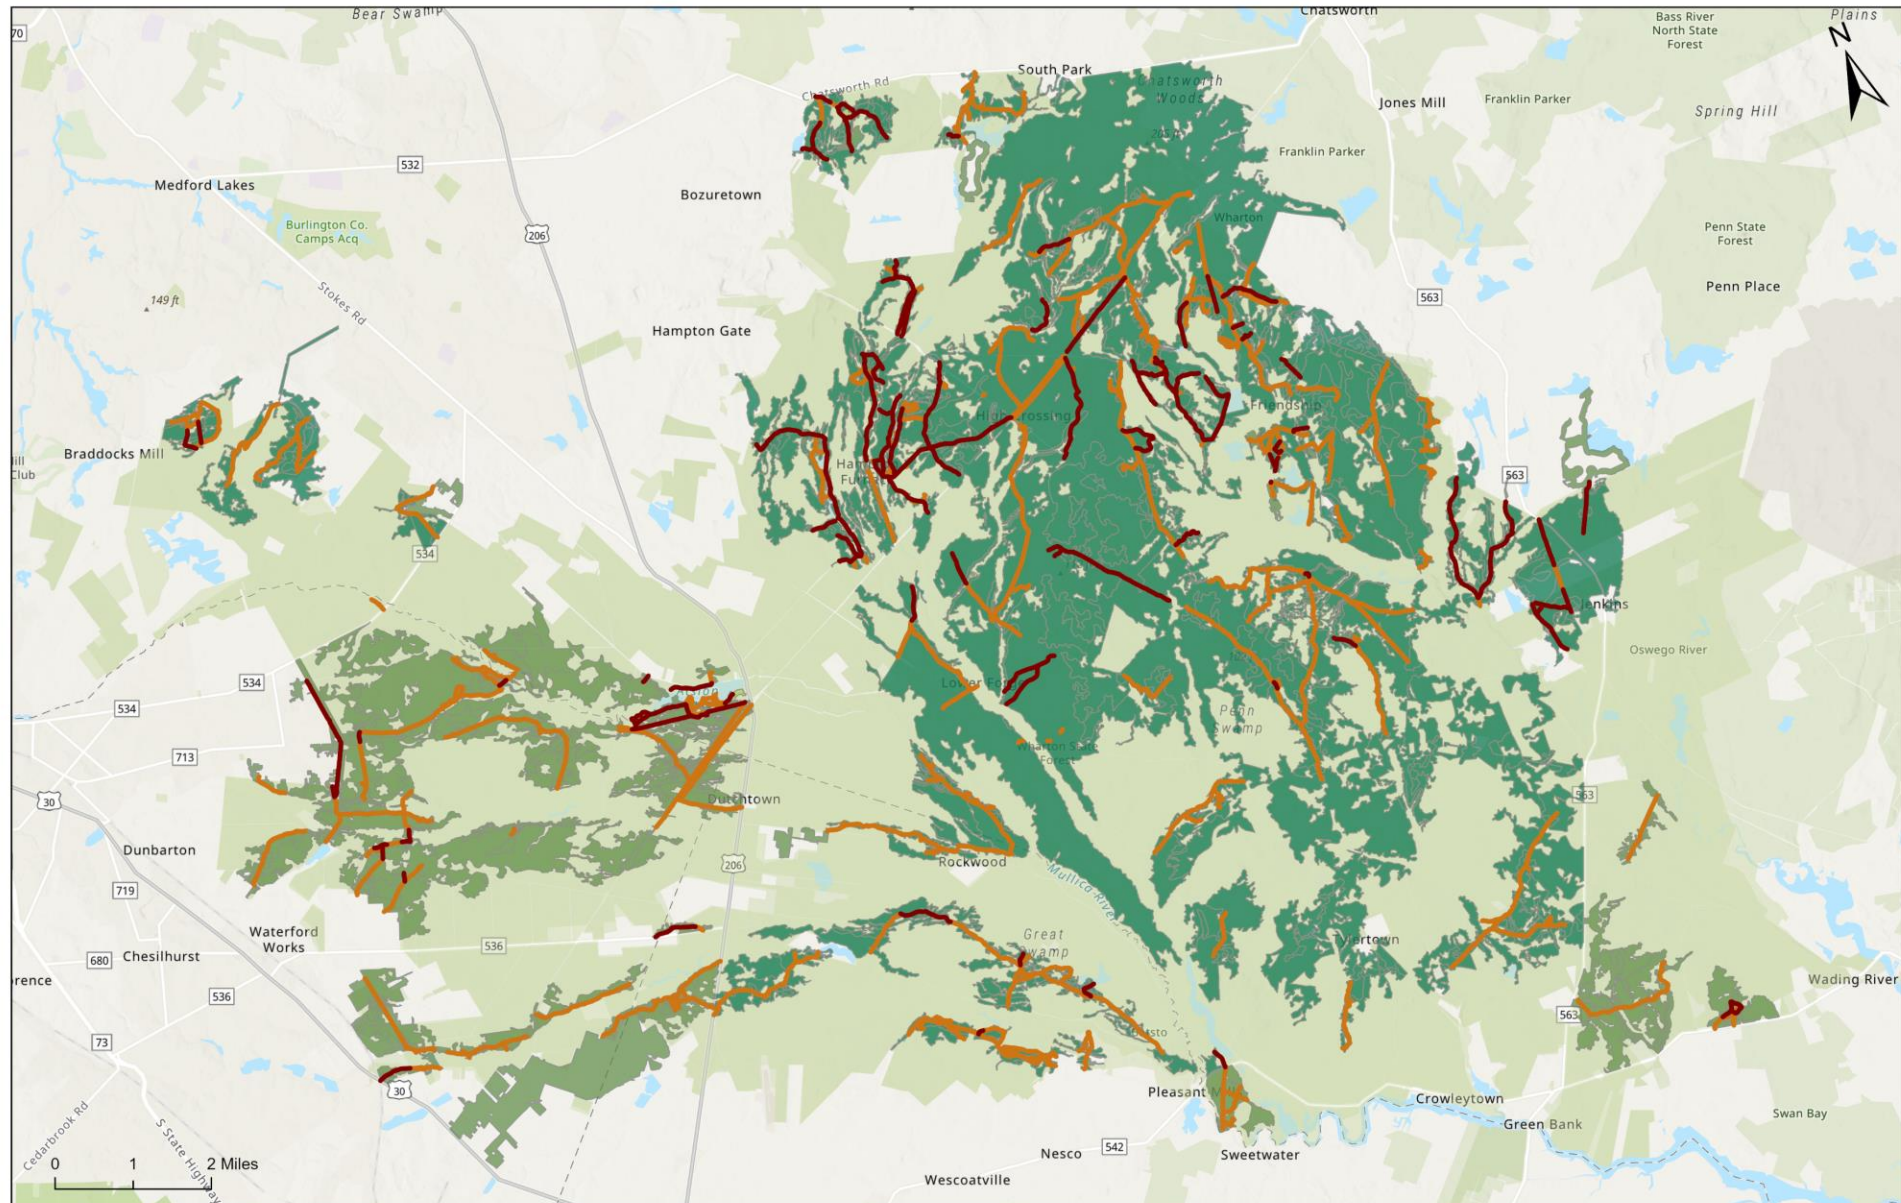 Bear Swamp
Chatsworth
Bass River
North State
Forest
Plains
70
N
Chatsworth Rd
South Park
Chatsworth
Woods
Jones Mill
Franklin Parker
Spring Hill
532
Medford Lakes
Bozuretown
Franklin Parker
Burlington Co.
Camps Acq
206
Wharton
Penn State
Forest
149 ft
Stokes Rd
Hampton Gate
563
Penn Place
High Crossing
Friendship
Braddocks Mill
Club
563
534
Jenkins
Oswego River
534
534
Atsion
Lower Forge
Penn
Swamp
713
Wharton State
Forest
30
Dutchtown
563
Dunbarton
206
Rockwood
Mullica River
719
Waterford
Works
536
Great
Swamp
Tylertown
680
Chesilhurst
Wading River
536
563
73
30
Pleasant Mill
Crowleytown
Green Bank
Swan Bay
Cedarbrook Rd
S State Highway
542
Nesco
Sweetwater
0 1 2 Miles
Wescoatville